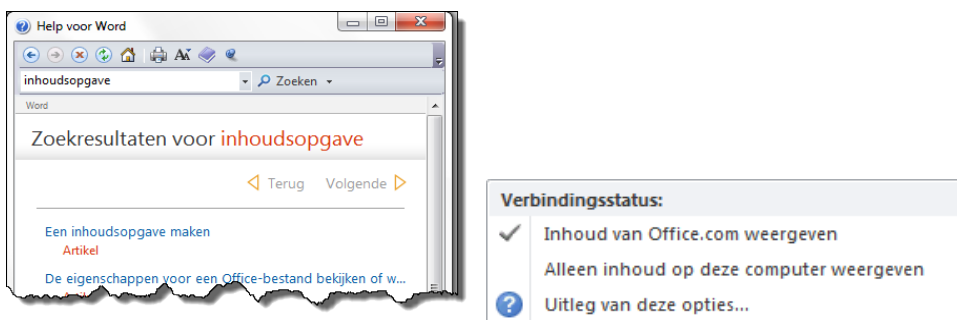 Help voor Word
inhoudsopgave
Zoeken
Word
Zoekresultaten voor inhoudsopgave
Terug Volgende
Een inhoudsopgave maken
Artikel
De eigenschappen voor een Office-bestand bekijken of w...
Verbindingsstatus:
Inhoud van Office.com weergeven
Alleen inhoud op deze computer weergeven
Uitleg van deze opties...